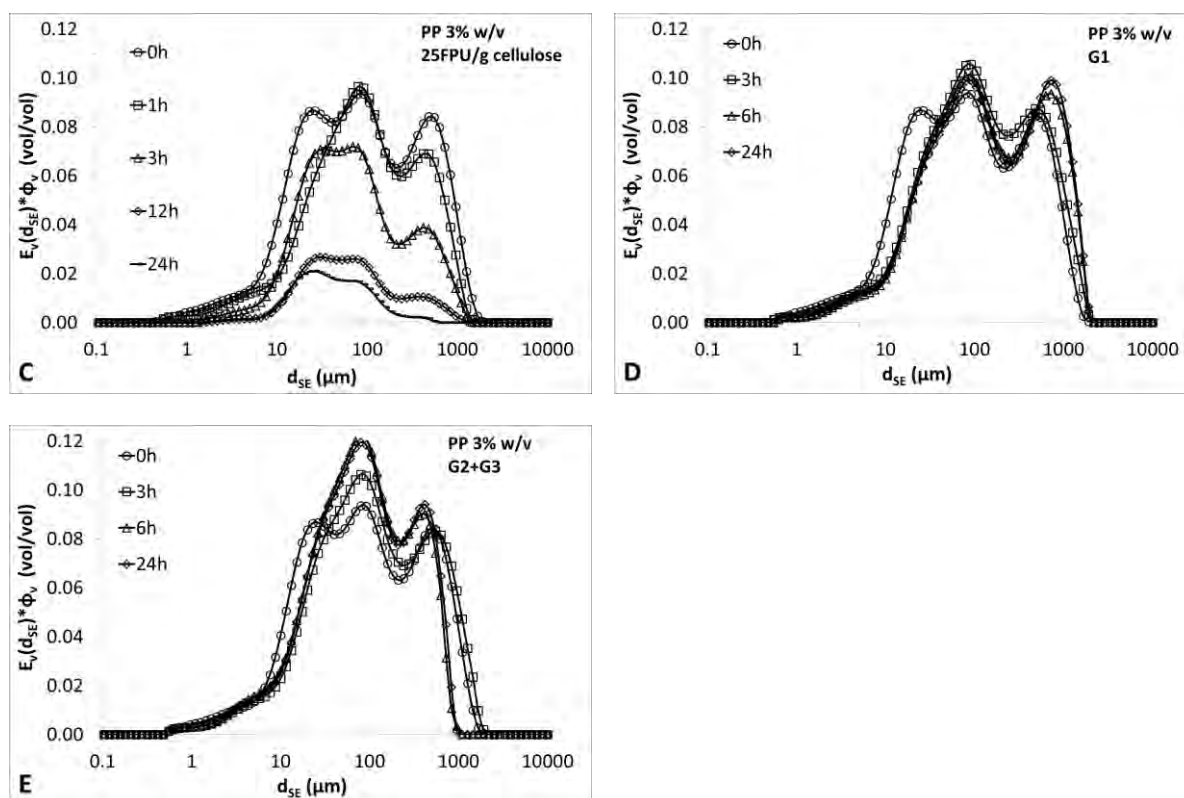 PP 3% w/v
25FPU/g cellulose
0h
1h
3h
12h
24h
E_v(d_SE)*Φ_v (vol/vol)
0.12
0.10
0.08
0.06
0.04
0.02
0.00
0.1 1 10 100 1000 10000
C
d_SE (μm)
PP 3% w/v
G1
0h
3h
6h
24h
E_v(d_SE)*Φ_v (vol/vol)
0.12
0.10
0.08
0.06
0.04
0.02
0.00
0.1 1 10 100 1000 10000
D
d_SE (μm)
PP 3% w/v
G2+G3
0h
3h
6h
24h
E_v(d_SE)*Φ_v (vol/vol)
0.12
0.10
0.08
0.06
0.04
0.02
0.00
0.1 1 10 100 1000 10000
E
d_SE (μm)